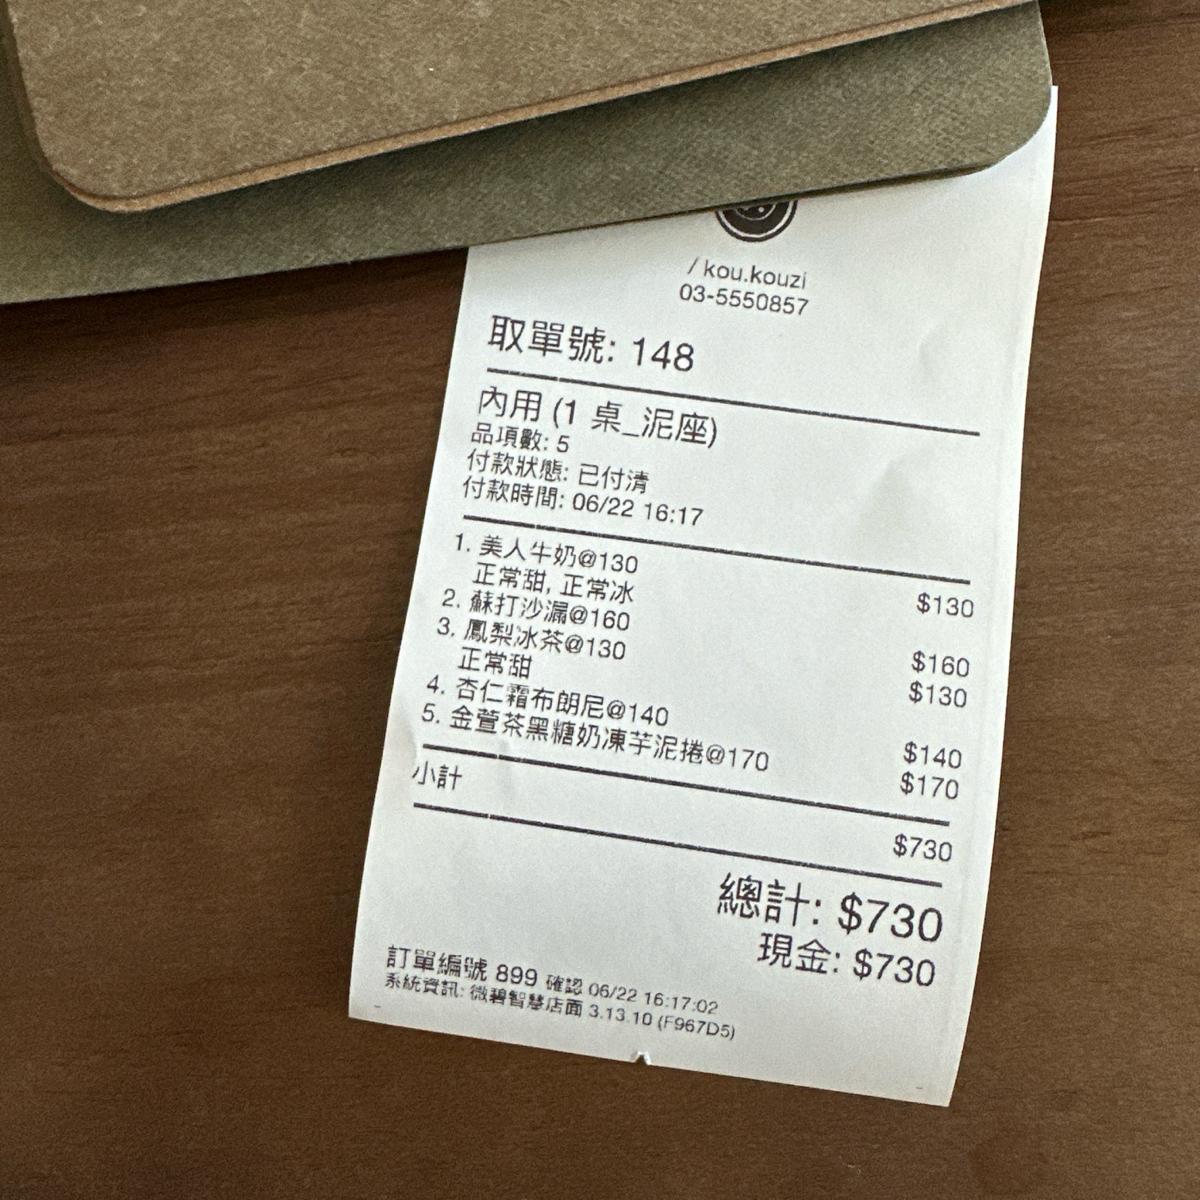 / kou.kouzi
03-5550857
取單號: 148
內用 (1 桌_泥座)
品項數: 5
付款狀態: 已付清
付款時間: 06/22 16:17
1. 美人牛奶@130 $130
正常甜, 正常冰
2. 蘇打沙漏@160 $160
3. 鳳梨冰茶@130 $130
正常甜
4. 杏仁霜布朗尼@140 $140
5. 金萱茶黑糖奶凍芋泥捲@170 $170
小計 $730
總計: $730
現金: $730
訂單編號 899 確認 06/22 16:17:02
系統資訊: 微碧智慧店面 3.13.10 (F967D5)